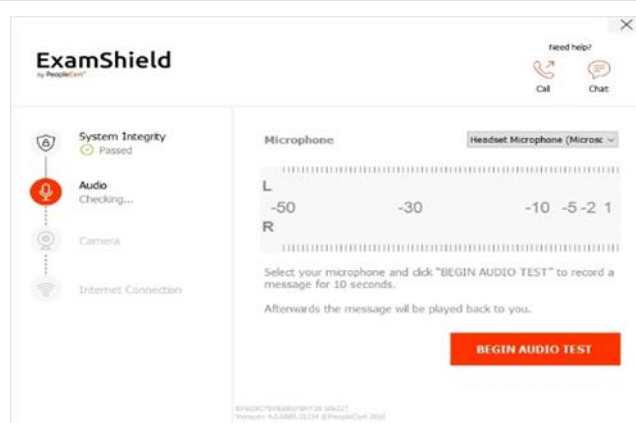 ExamShield
by PeopleCert
Need help?
Call
Chat
System Integrity
Passed
Audio
Checking...
Camera
Internet Connection
Microphone
Headset Microphone (Microsc
L
-50 -30 -10 -5 -2 1
R
Select your microphone and click "BEGIN AUDIO TEST" to record a
message for 10 seconds.
Afterwards the message will be played back to you.
BEGIN AUDIO TEST
@PeopleCert